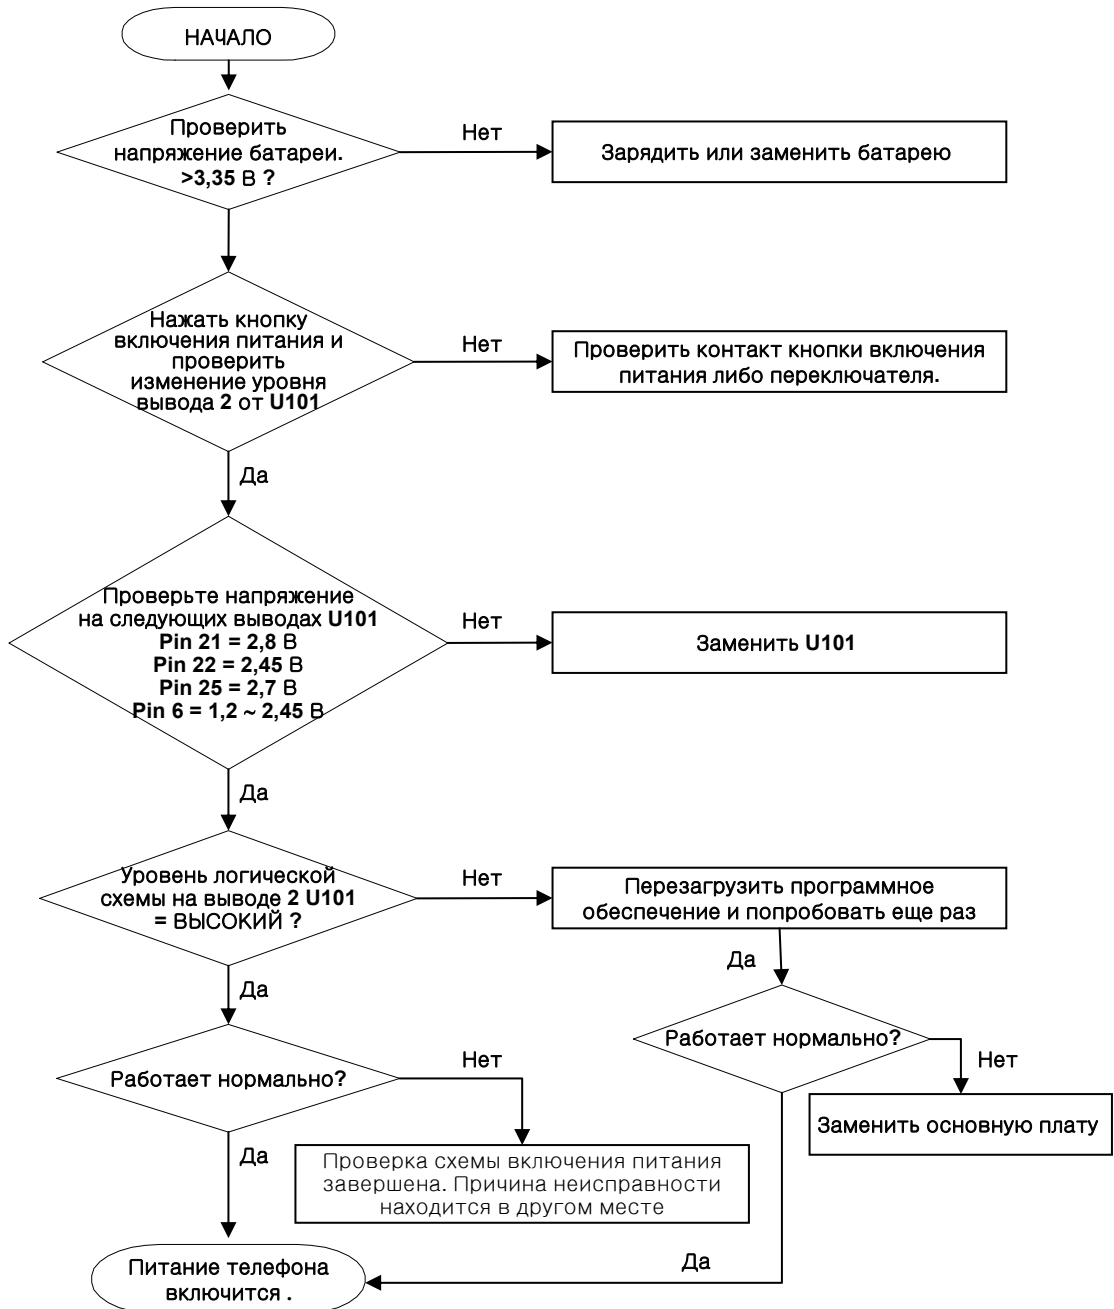 НАЧАЛО
Проверить
напряжение батареи.
>3,35 В ?
Нет
Зарядить или заменить батарею
Нажать кнопку
включения питания и
проверить
изменение уровня
вывода 2 от U101
Нет
Проверить контакт кнопки включения
питания либо переключателя.
Да
Проверьте напряжение
на следующих выводах U101
Pin 21 = 2,8 В
Pin 22 = 2,45 В
Pin 25 = 2,7 В
Pin 6 = 1,2 ~ 2,45 В
Нет
Заменить U101
Да
Уровень логической
схемы на выводе 2 U101
= ВЫСОКИЙ ?
Нет
Перезагрузить программное
обеспечение и попробовать еще раз
Да
Да
Работает нормально?
Нет
Заменить основную плату
Работает нормально?
Нет
Проверка схемы включения питания
завершена. Причина неисправности
находится в другом месте
Да
Да
Питание телефона
включится .